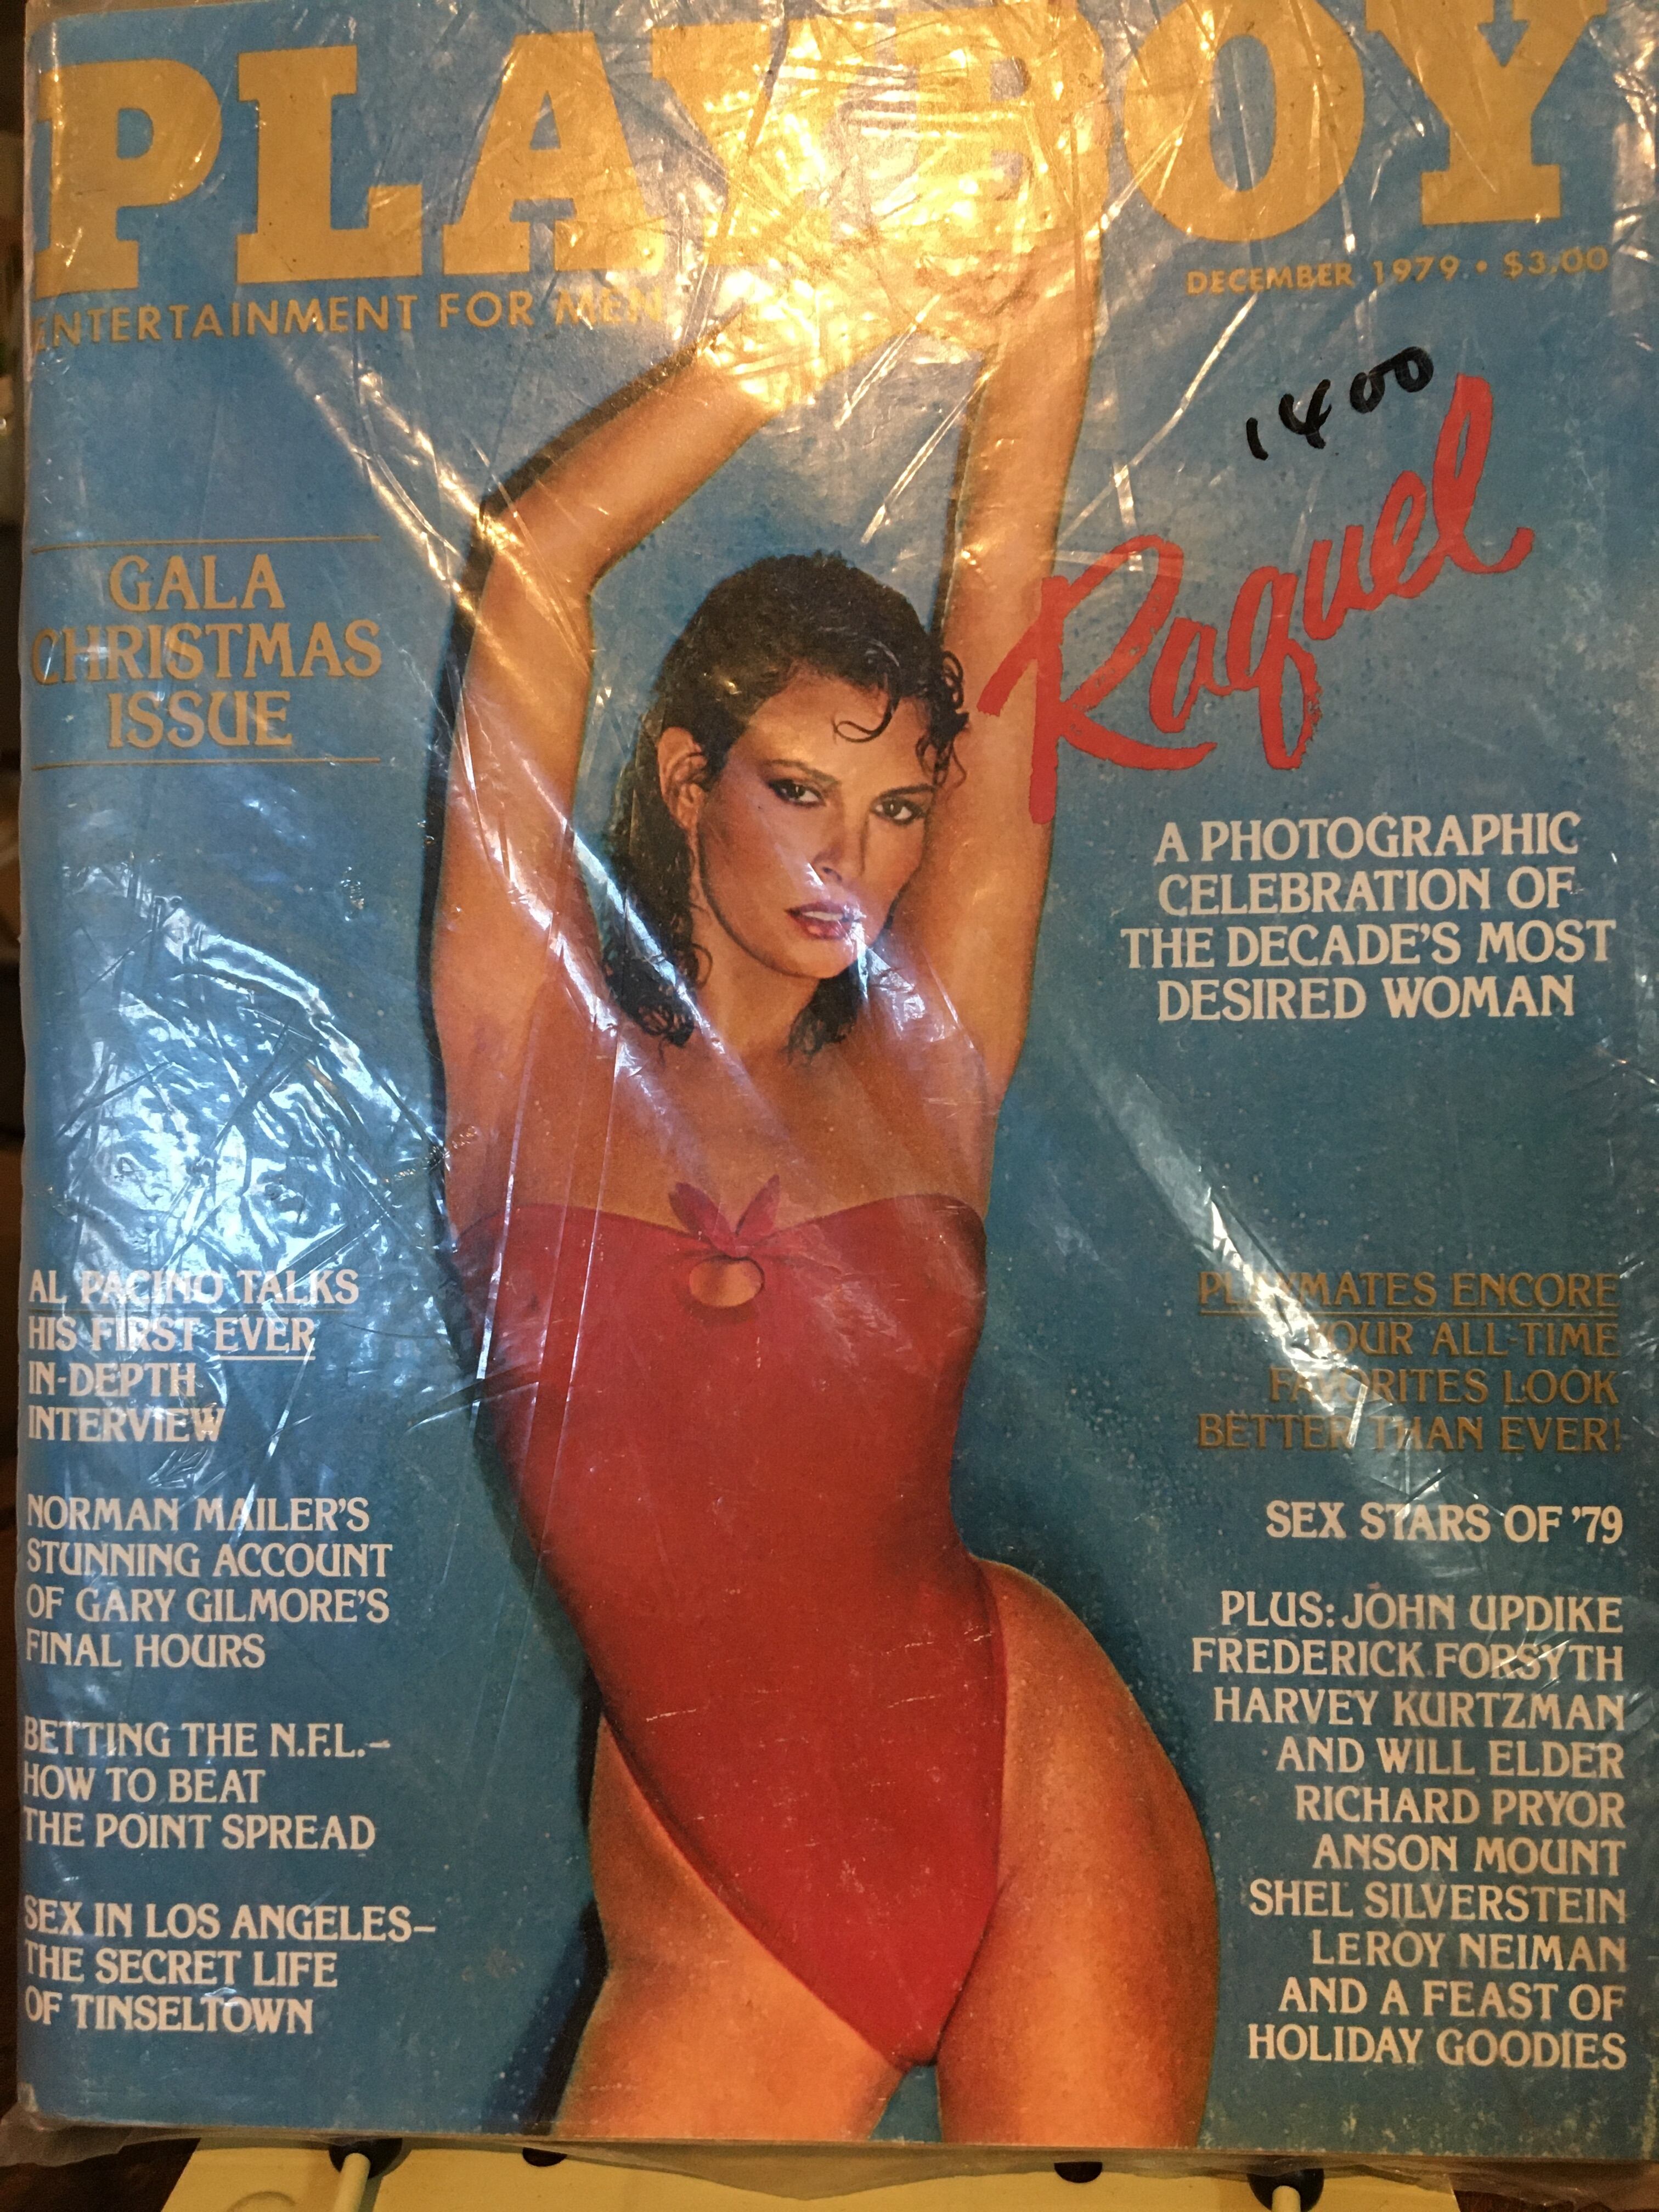 PLAYBOY
ENTERTAINMENT FOR MEN
DECEMBER 1979 • $3.00
1400
Raquel
A PHOTOGRAPHIC
CELEBRATION OF
THE DECADE'S MOST
DESIRED WOMAN
GALA
CHRISTMAS
ISSUE
AL PACINO TALKS
HIS FIRST EVER
IN-DEPTH
INTERVIEW
NORMAN MAILER'S
STUNNING ACCOUNT
OF GARY GILMORE'S
FINAL HOURS
BETTING THE N.F.L.–
HOW TO BEAT
THE POINT SPREAD
SEX IN LOS ANGELES–
THE SECRET LIFE
OF TINSELTOWN
PLAYMATES ENCORE
YOUR ALL-TIME
FAVORITES LOOK
BETTER THAN EVER!
SEX STARS OF '79
PLUS: JOHN UPDIKE
FREDERICK FORSYTH
HARVEY KURTZMAN
AND WILL ELDER
RICHARD PRYOR
ANSON MOUNT
SHEL SILVERSTEIN
LEROY NEIMAN
AND A FEAST OF
HOLIDAY GOODIES